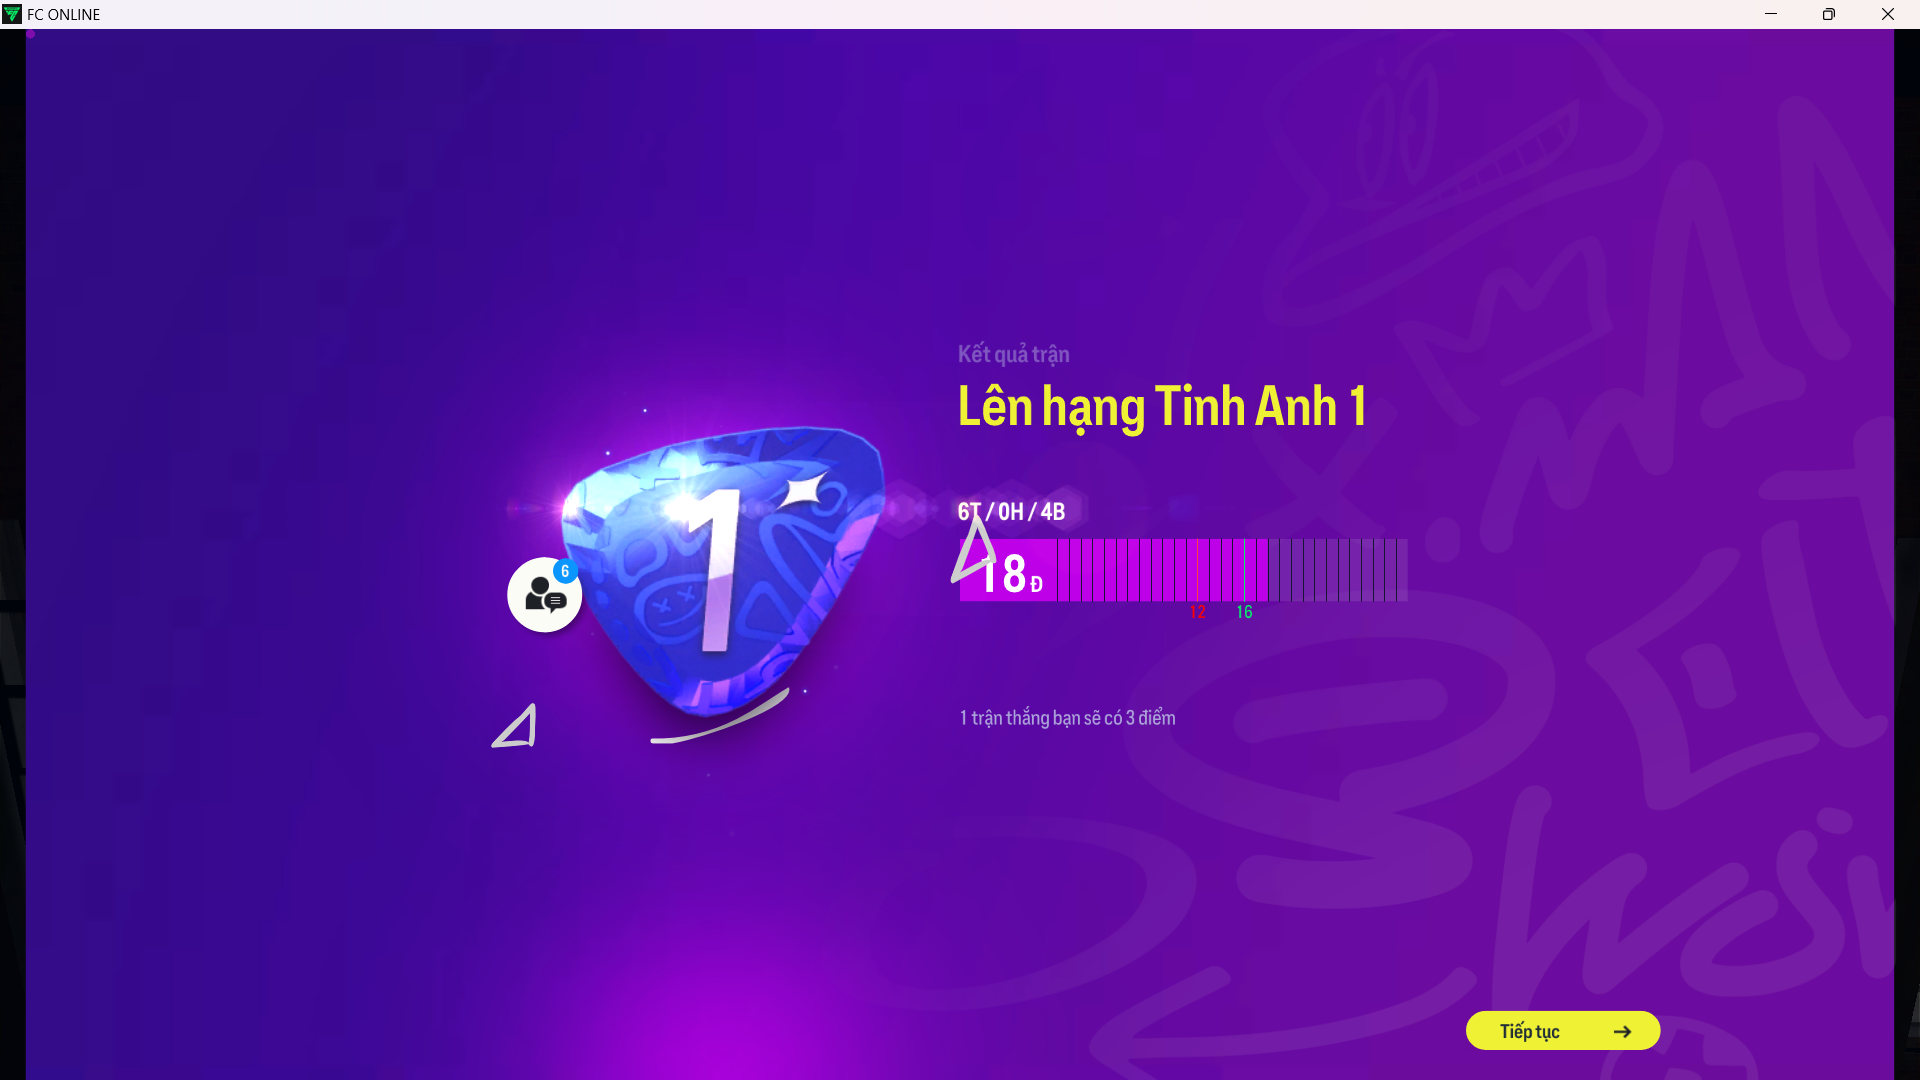 FC ONLINE
Kết quả trận
Lên hạng Tinh Anh 1
6T / 0H / 4B
18 Đ
12 16
1
6
1 trận thắng bạn sẽ có 3 điểm
Tiếp tục